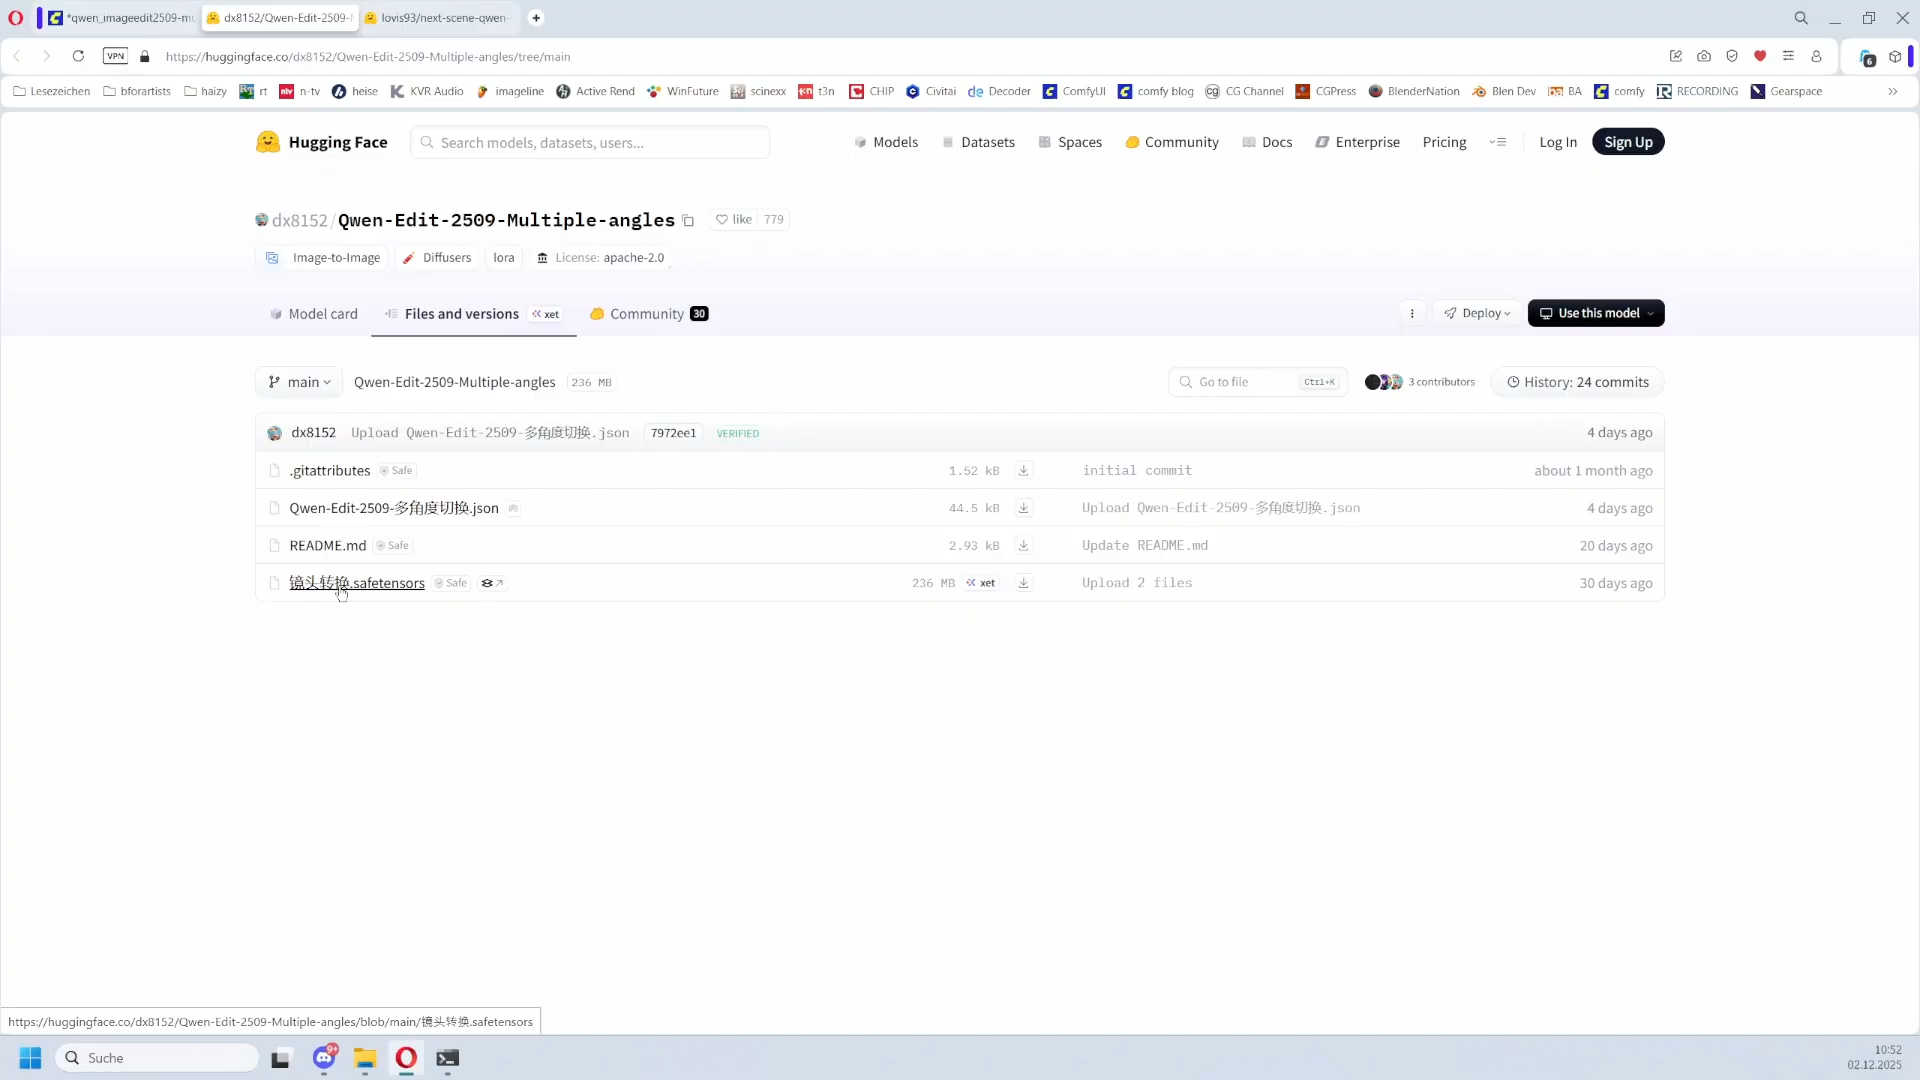 *qwen_imageedit2509-mu
dx8152/Qwen-Edit-2509-
lovis93/next-scene-qwen-
VPN
https://huggingface.co/dx8152/Qwen-Edit-2509-Multiple-angles/tree/main
6
Lesezeichen bforartists haizy rt n-tv heise KVR Audio imageline Active Rend WinFuture scinexx t3n CHIP Civitai Decoder ComfyUI comfy blog CG Channel CGPress BlenderNation Blen Dev BA comfy RECORDING Gearspace
Hugging Face
Search models, datasets, users...
Models Datasets Spaces Community Docs Enterprise Pricing Log In Sign Up
dx8152/Qwen-Edit-2509-Multiple-angles like 779
Image-to-Image Diffusers lora License: apache-2.0
Model card Files and versions xet Community 30
Deploy Use this model
main Qwen-Edit-2509-Multiple-angles 236 MB
Go to file Ctrl+K 3 contributors History: 24 commits
dx8152 Upload Qwen-Edit-2509-多角度切换.json 7972ee1 VERIFIED 4 days ago
.gitattributes Safe 1.52 kB initial commit about 1 month ago
Qwen-Edit-2509-多角度切换.json 44.5 kB Upload Qwen-Edit-2509-多角度切换.json 4 days ago
README.md Safe 2.93 kB Update README.md 20 days ago
镜头转换.safetensors Safe 236 MB xet Upload 2 files 30 days ago
https://huggingface.co/dx8152/Qwen-Edit-2509-Multiple-angles/blob/main/镜头转换.safetensors
Suche
9+
10:52
02.12.2025